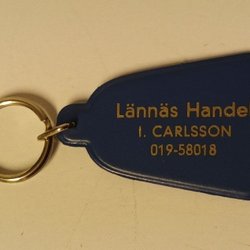 Lännäs Hande
I. CARLSSON
019-58018